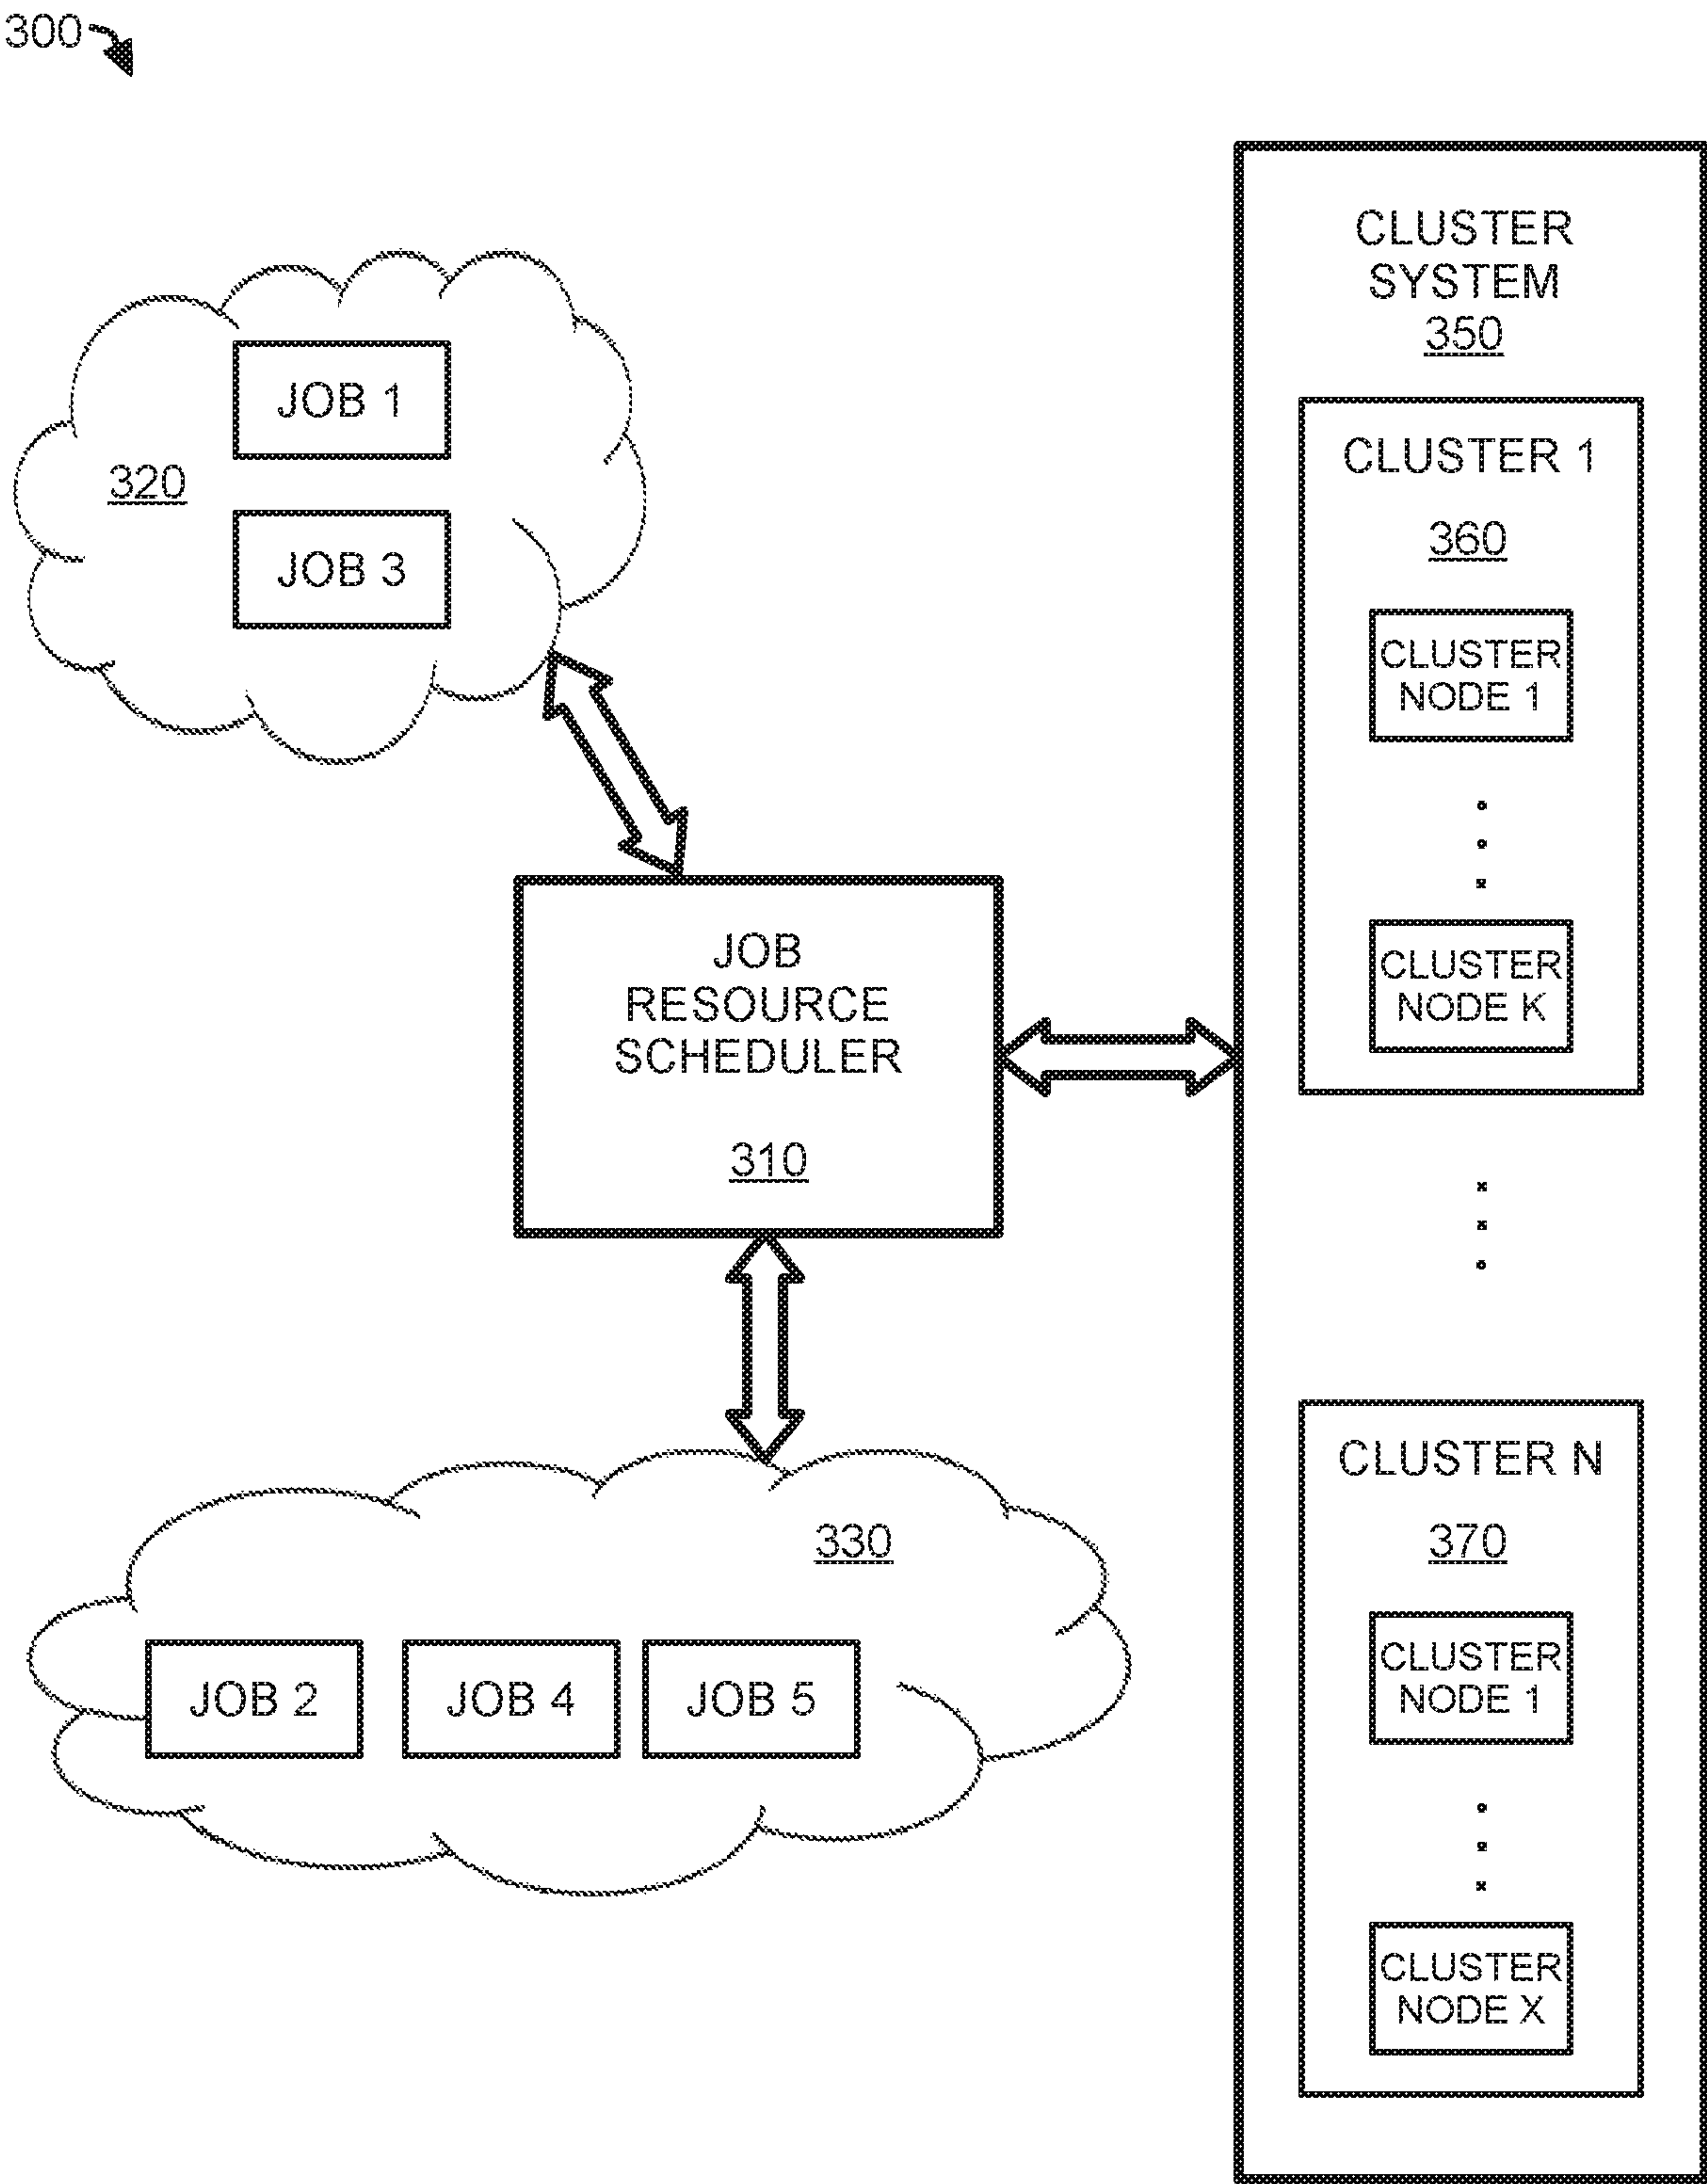 300
JOB 1
320
JOB 3
JOB
RESOURCE
SCHEDULER
310
330
JOB 2
JOB 4
JOB 5
CLUSTER
SYSTEM
350
CLUSTER 1
360
CLUSTER
NODE 1
CLUSTER
NODE K
CLUSTER N
370
CLUSTER
NODE 1
CLUSTER
NODE X